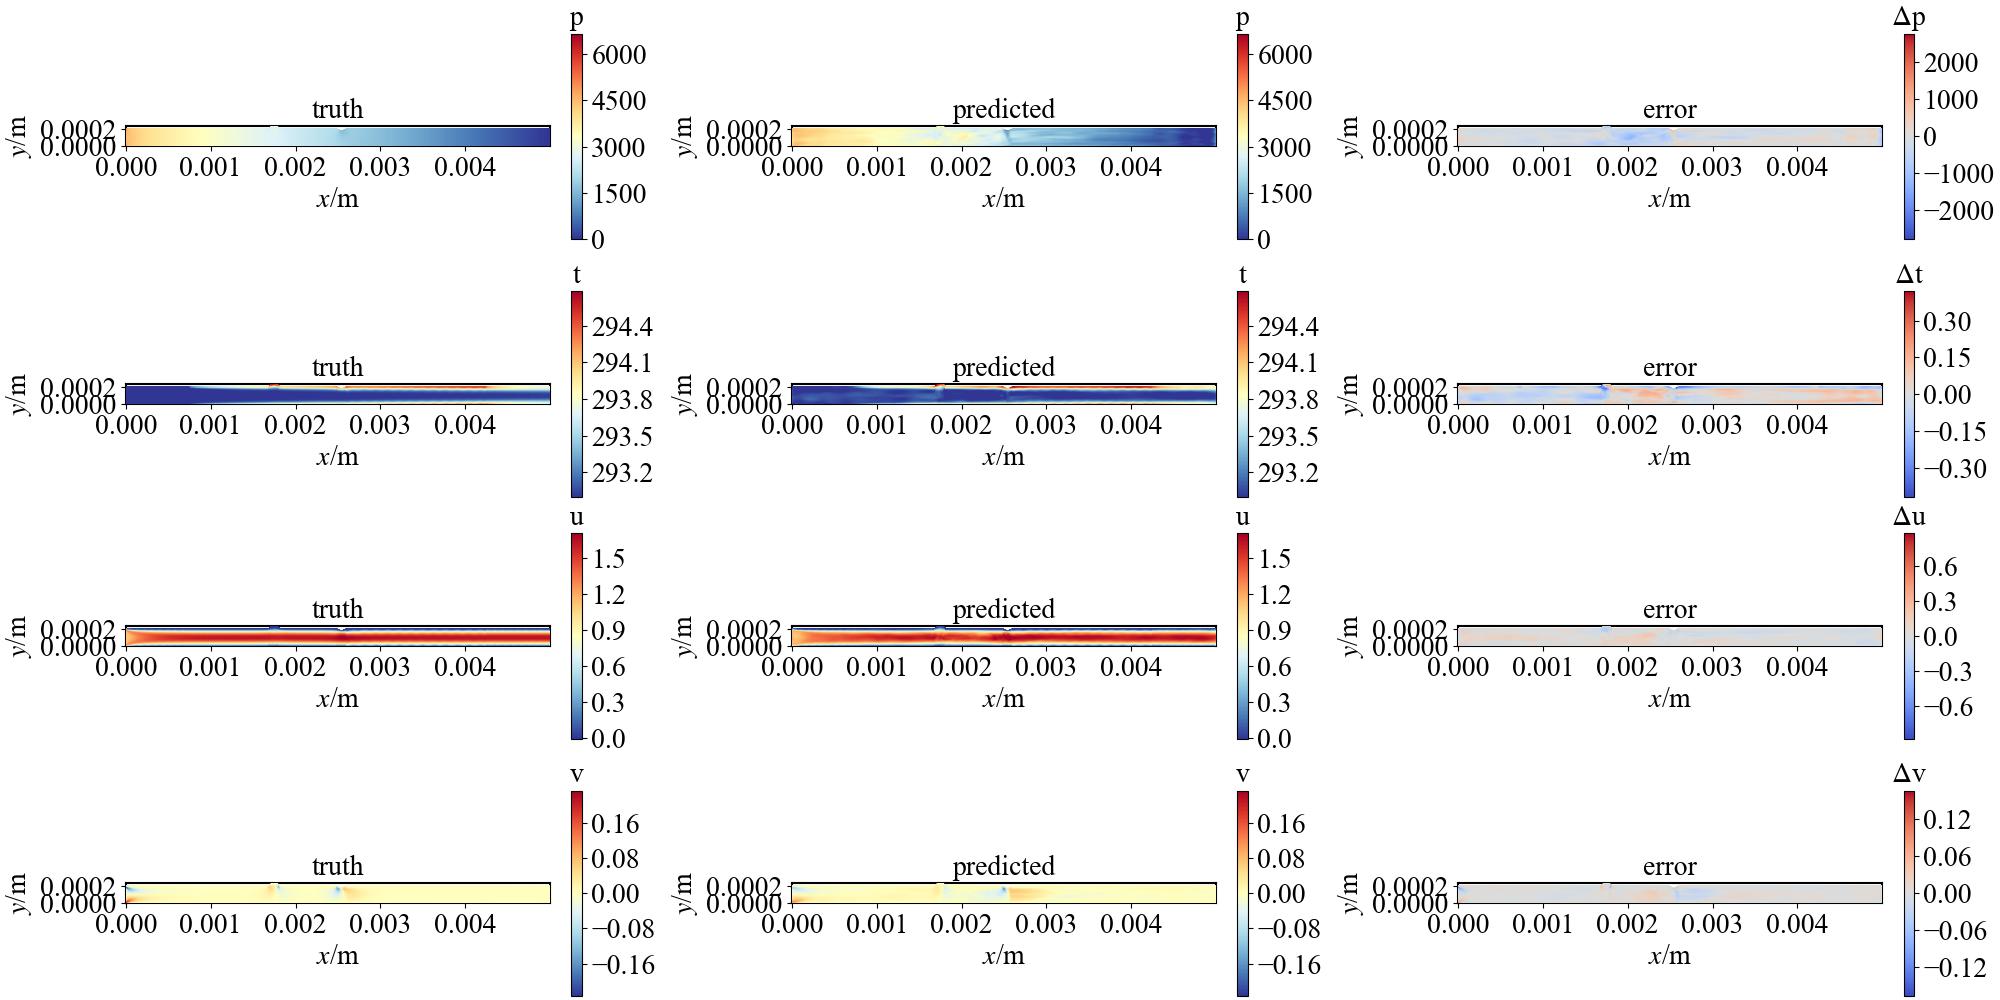 p p Δp
6000 6000 2000
4500 4500 1000
truth predicted error
3000 3000 0
1500 1500 −1000
0 0 −2000
y/m 0.0002 y/m 0.0002 y/m 0.0002
0.0000 0.0000 0.0000
0.000 0.001 0.002 0.003 0.004 0.000 0.001 0.002 0.003 0.004 0.000 0.001 0.002 0.003 0.004
x/m x/m x/m
t t Δt
294.4 294.4 0.30
294.1 294.1 0.15
truth predicted error
293.8 293.8 0.00
293.5 293.5 −0.15
293.2 293.2 −0.30
y/m 0.0002 y/m 0.0002 y/m 0.0002
0.0000 0.0000 0.0000
0.000 0.001 0.002 0.003 0.004 0.000 0.001 0.002 0.003 0.004 0.000 0.001 0.002 0.003 0.004
x/m x/m x/m
u u Δu
1.5 1.5 0.6
1.2 1.2 0.3
truth predicted error
0.9 0.9 0.0
0.6 0.6 −0.3
0.3 0.3 −0.6
0.0 0.0
y/m 0.0002 y/m 0.0002 y/m 0.0002
0.0000 0.0000 0.0000
0.000 0.001 0.002 0.003 0.004 0.000 0.001 0.002 0.003 0.004 0.000 0.001 0.002 0.003 0.004
x/m x/m x/m
v v Δv
0.16 0.16 0.12
0.08 0.08 0.06
truth predicted error
0.00 0.00 0.00
−0.08 −0.08 −0.06
−0.16 −0.16 −0.12
y/m 0.0002 y/m 0.0002 y/m 0.0002
0.0000 0.0000 0.0000
0.000 0.001 0.002 0.003 0.004 0.000 0.001 0.002 0.003 0.004 0.000 0.001 0.002 0.003 0.004
x/m x/m x/m